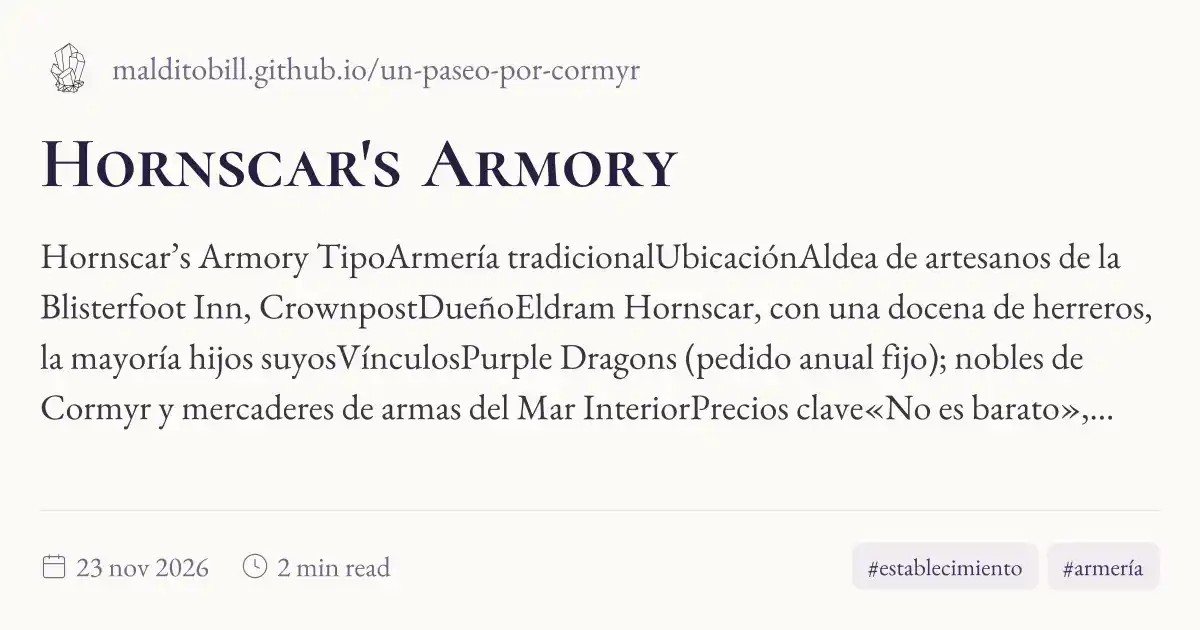 malditobill.github.io/un-paseo-por-cormyr
Hornscar's Armory
Hornscar’s Armory TipoArmería tradicionalUbicaciónAldea de artesanos de la
Blisterfoot Inn, CrownpostDueñoEldram Hornscar, con una docena de herreros,
la mayoría hijos suyosVínculosPurple Dragons (pedido anual fijo); nobles de
Cormyr y mercaderes de armas del Mar InteriorPrecios clave«No es barato»,...
23 nov 2026 2 min read #establecimiento #armería